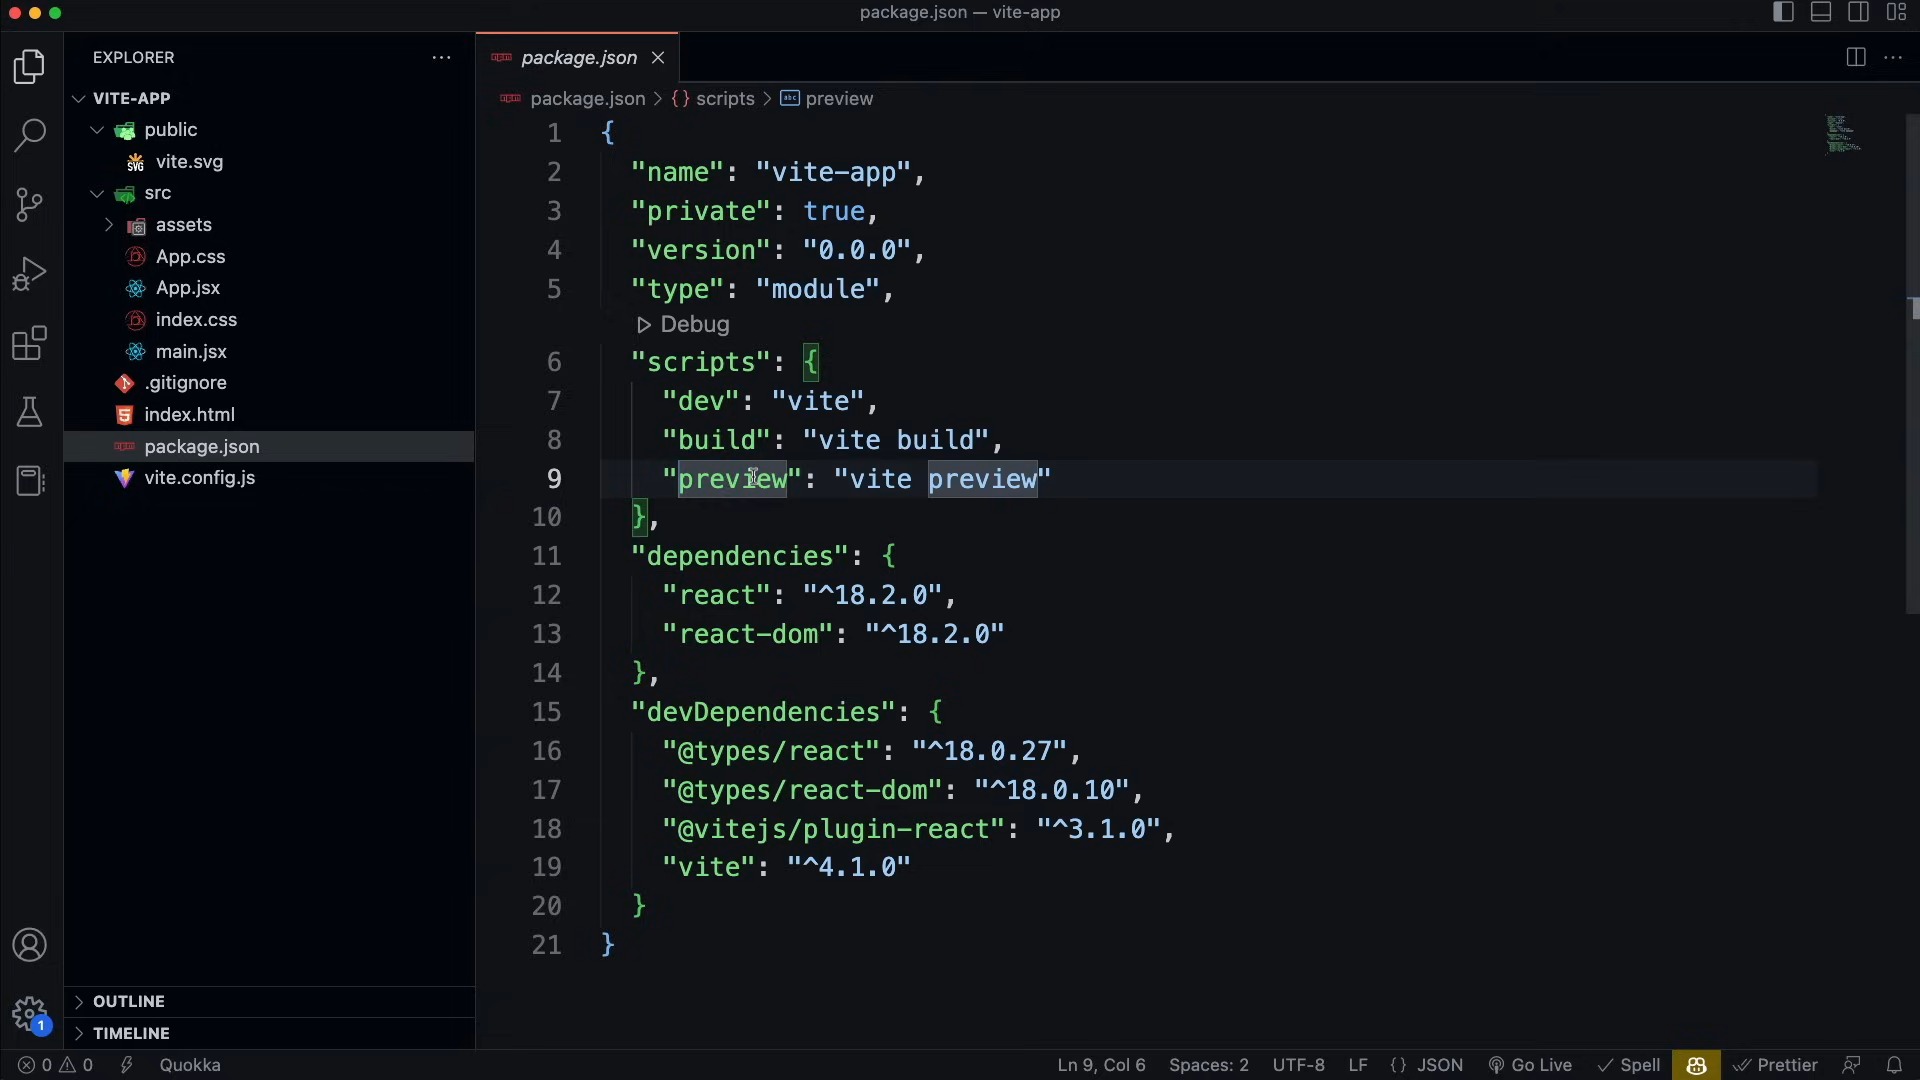 package.json — vite-app
EXPLORER
VITE-APP
public
vite.svg
src
assets
App.css
App.jsx
index.css
main.jsx
.gitignore
index.html
package.json
vite.config.js
OUTLINE
TIMELINE
package.json
package.json > {} scripts > abc preview
1 {
2 "name": "vite-app",
3 "private": true,
4 "version": "0.0.0",
5 "type": "module",
Debug
6 "scripts": {
7 "dev": "vite",
8 "build": "vite build",
9 "preview": "vite preview"
10 },
11 "dependencies": {
12 "react": "^18.2.0",
13 "react-dom": "^18.2.0"
14 },
15 "devDependencies": {
16 "@types/react": "^18.0.27",
17 "@types/react-dom": "^18.0.10",
18 "@vitejs/plugin-react": "^3.1.0",
19 "vite": "^4.1.0"
20 }
21 }
1
0 0 Quokka Ln 9, Col 6 Spaces: 2 UTF-8 LF {} JSON Go Live Spell Prettier